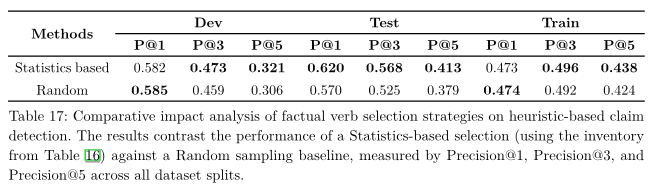 Methods Dev Test Train
P@1 P@3 P@5 P@1 P@3 P@5 P@1 P@3 P@5
Statistics based 0.582 0.473 0.321 0.620 0.568 0.413 0.473 0.496 0.438
Random 0.585 0.459 0.306 0.570 0.525 0.379 0.474 0.492 0.424
Table 17: Comparative impact analysis of factual verb selection strategies on heuristic-based claim
detection. The results contrast the performance of a Statistics-based selection (using the inventory
from Table 16) against a Random sampling baseline, measured by Precision@1, Precision@3, and
Precision@5 across all dataset splits.